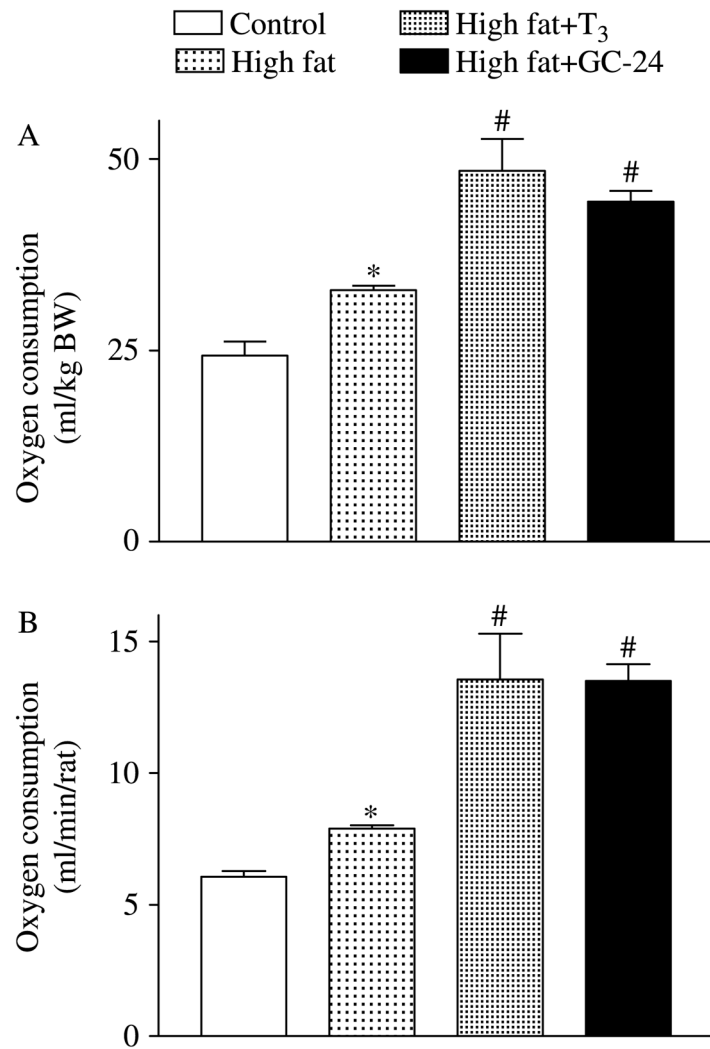 Control
High fat+T₃
High fat
High fat+GC-24
A
Oxygen consumption
(ml/kg BW)
50
25
0
*
#
#
B
Oxygen consumption
(ml/min/rat)
15
10
5
0
*
#
#